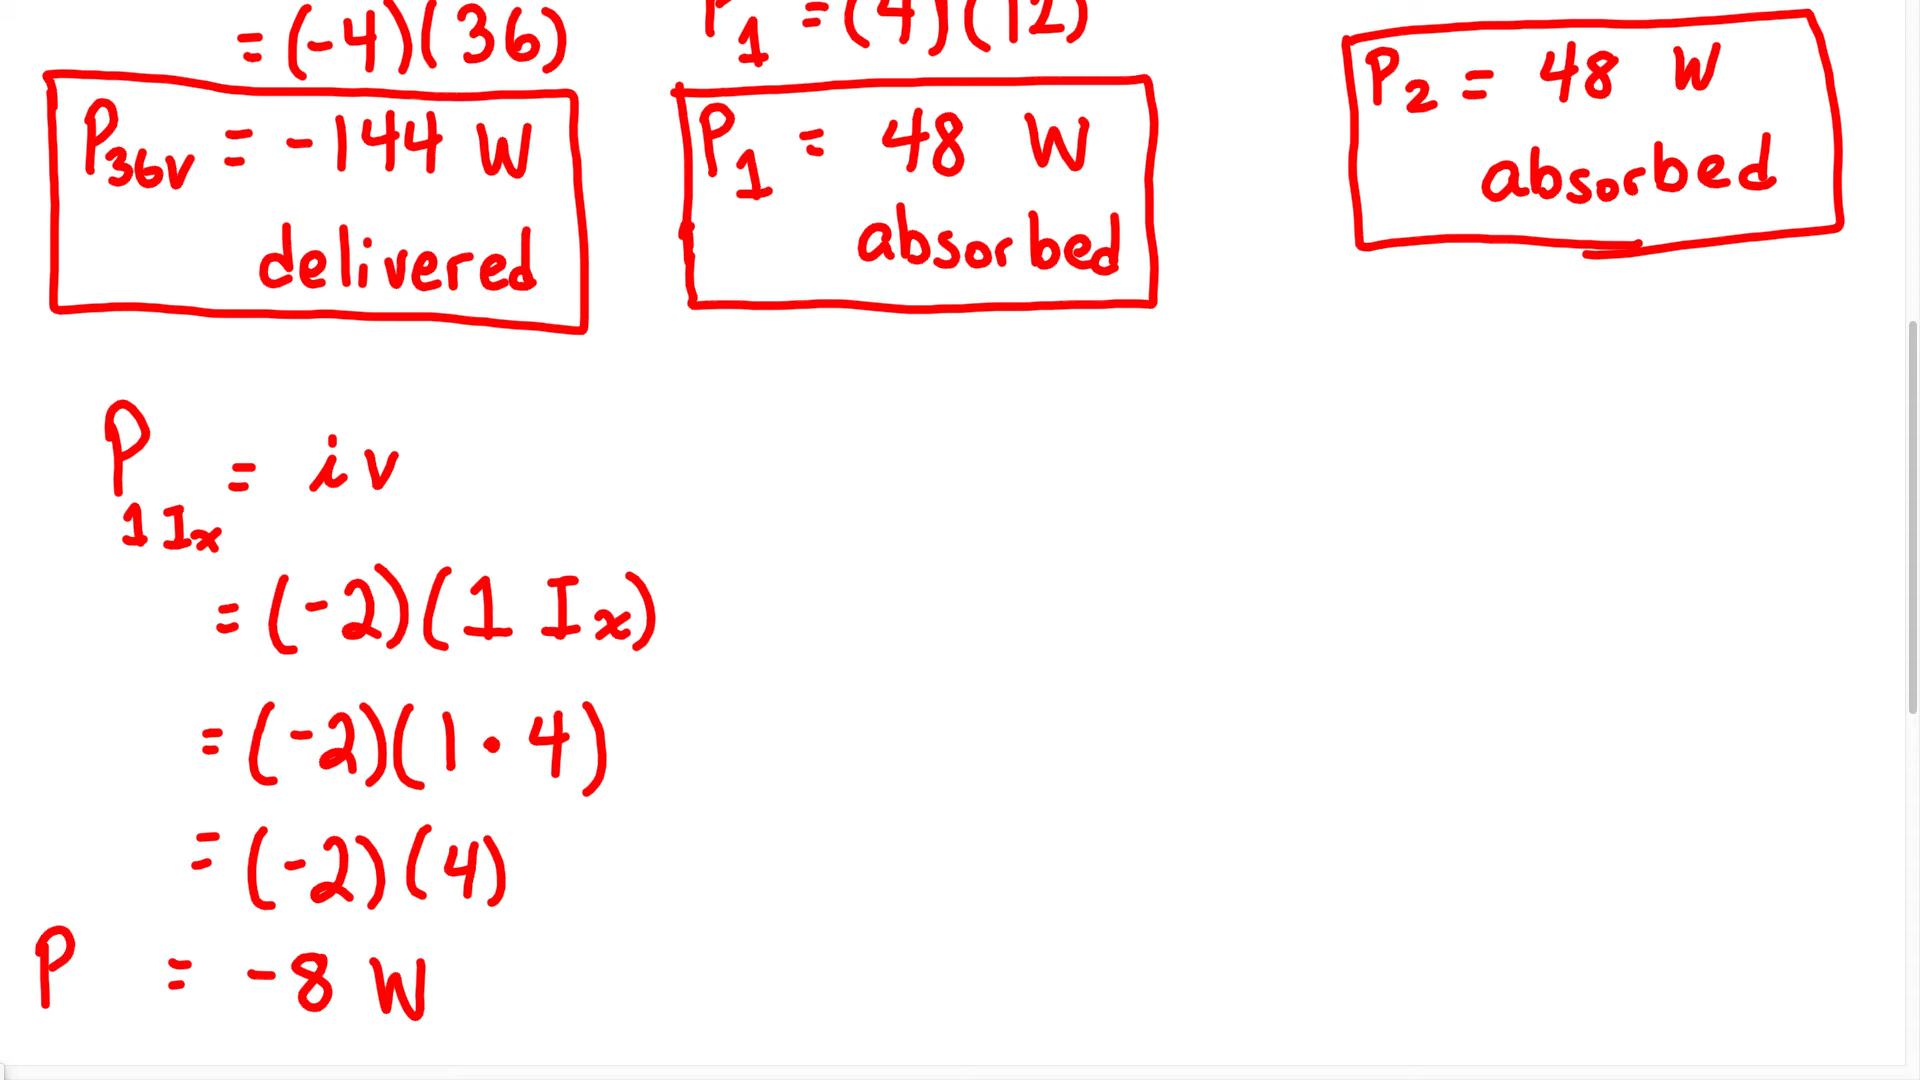 = (-4)(36)
P36V = -144 W
delivered
P1 = (4)(12)
P1 = 48 W
absorbed
P2 = 48 W
absorbed
P1Ix = iv
= (-2)(1 Ix)
= (-2)(1 · 4)
= (-2)(4)
P = -8 W